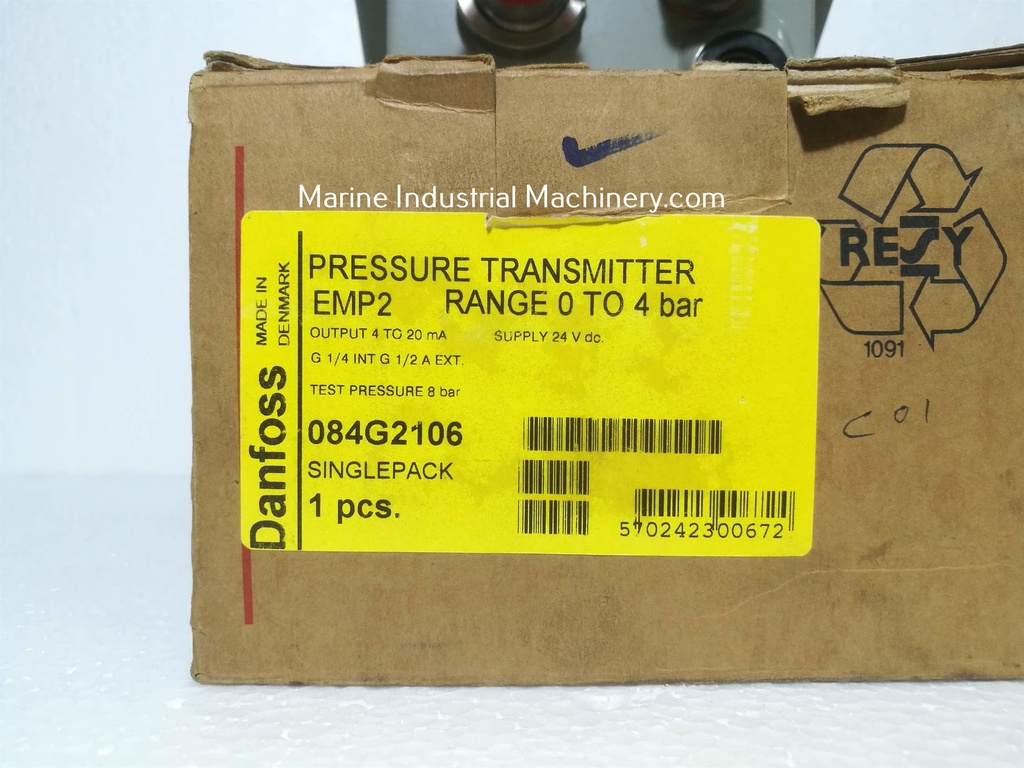 Marine Industrial Machinery.com
RESY
1091
C01
Danfoss
MADE IN
DENMARK
PRESSURE TRANSMITTER
EMP2 RANGE 0 TO 4 bar
OUTPUT 4 TO 20 mA SUPPLY 24 V dc.
G 1/4 INT G 1/2 A EXT.
TEST PRESSURE 8 bar
084G2106
SINGLEPACK
1 pcs.
570242300672